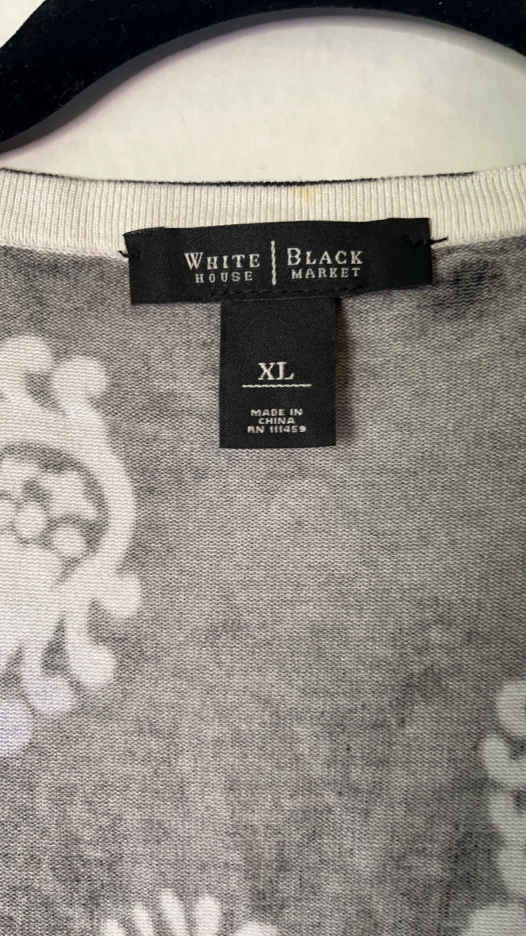 WHITE | BLACK
HOUSE | MARKET
XL
MADE IN
CHINA
RN 111459